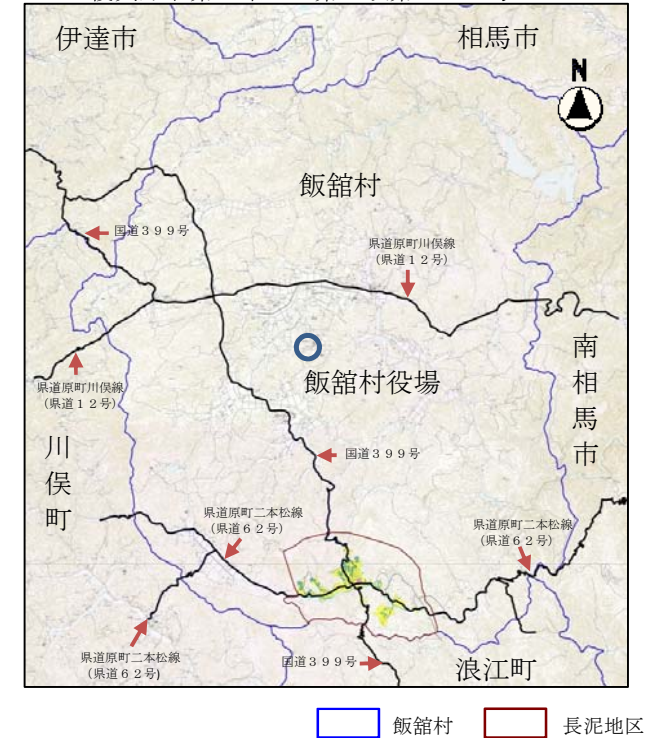 伊達市
相馬市
N
飯舘村
国道399号
県道原町川俣線
(県道12号)
南相馬市
飯舘村役場
県道原町川俣線
(県道12号)
川俣町
国道399号
県道原町二本松線
(県道62号)
県道原町二本松線
(県道62号)
県道原町二本松線
(県道62号)
国道399号
浪江町
飯舘村
長泥地区